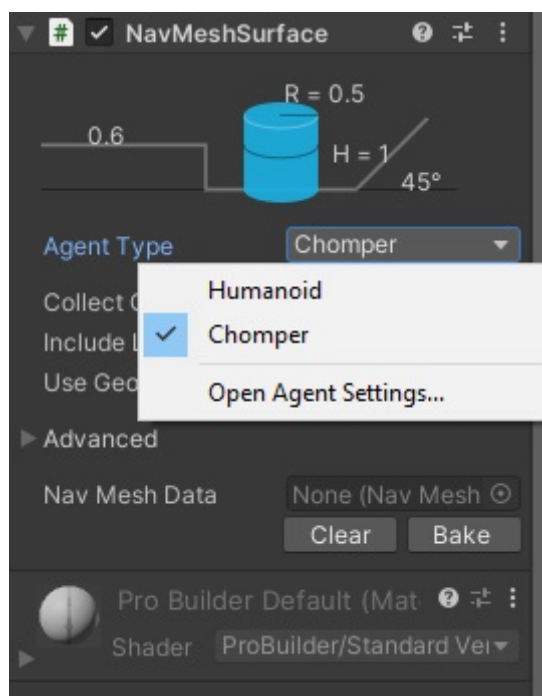 # NavMeshSurface
R = 0.5
0.6
H = 1
45°
Agent Type Chomper
Humanoid
Collect
Chomper
Include
Use Geo
Open Agent Settings...
Advanced
Nav Mesh Data None (Nav Mesh
Clear Bake
Pro Builder Default (Mat
Shader ProBuilder/Standard Ver